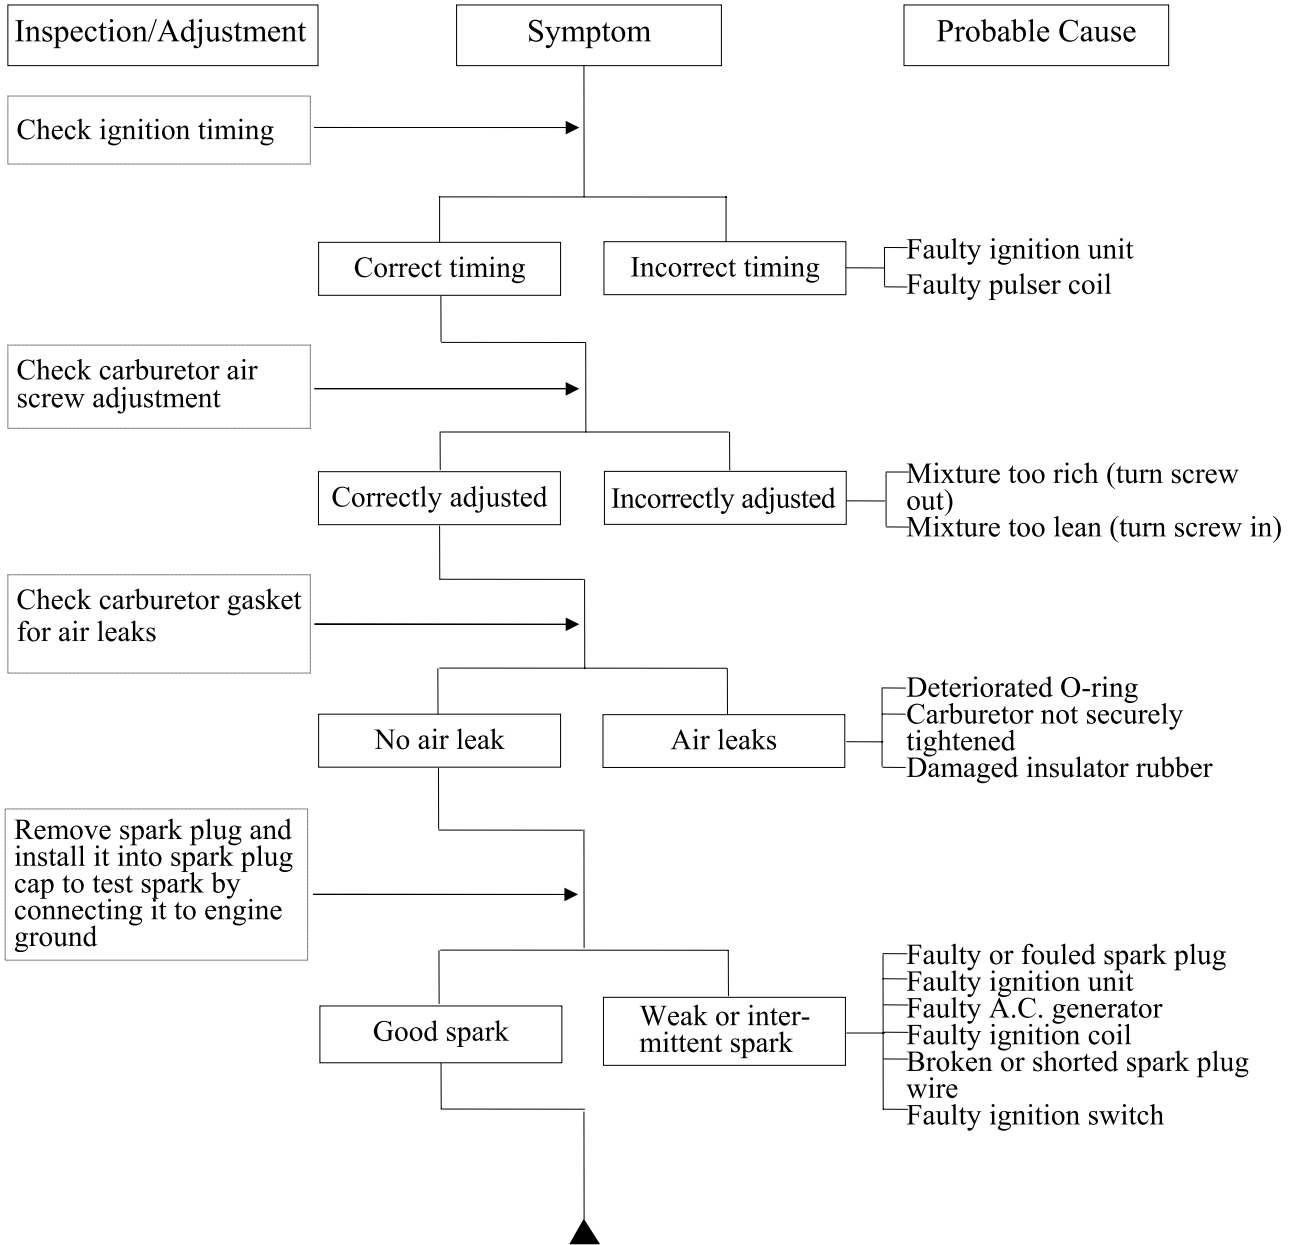 Inspection/Adjustment
Symptom
Probable Cause
Check ignition timing
Correct timing
Incorrect timing
Faulty ignition unit
Faulty pulser coil
Check carburetor air
screw adjustment
Correctly adjusted
Incorrectly adjusted
Mixture too rich (turn screw
out)
Mixture too lean (turn screw in)
Check carburetor gasket
for air leaks
No air leak
Air leaks
Deteriorated O-ring
Carburetor not securely
tightened
Damaged insulator rubber
Remove spark plug and
install it into spark plug
cap to test spark by
connecting it to engine
ground
Good spark
Weak or inter-
mittent spark
Faulty or fouled spark plug
Faulty ignition unit
Faulty A.C. generator
Faulty ignition coil
Broken or shorted spark plug
wire
Faulty ignition switch